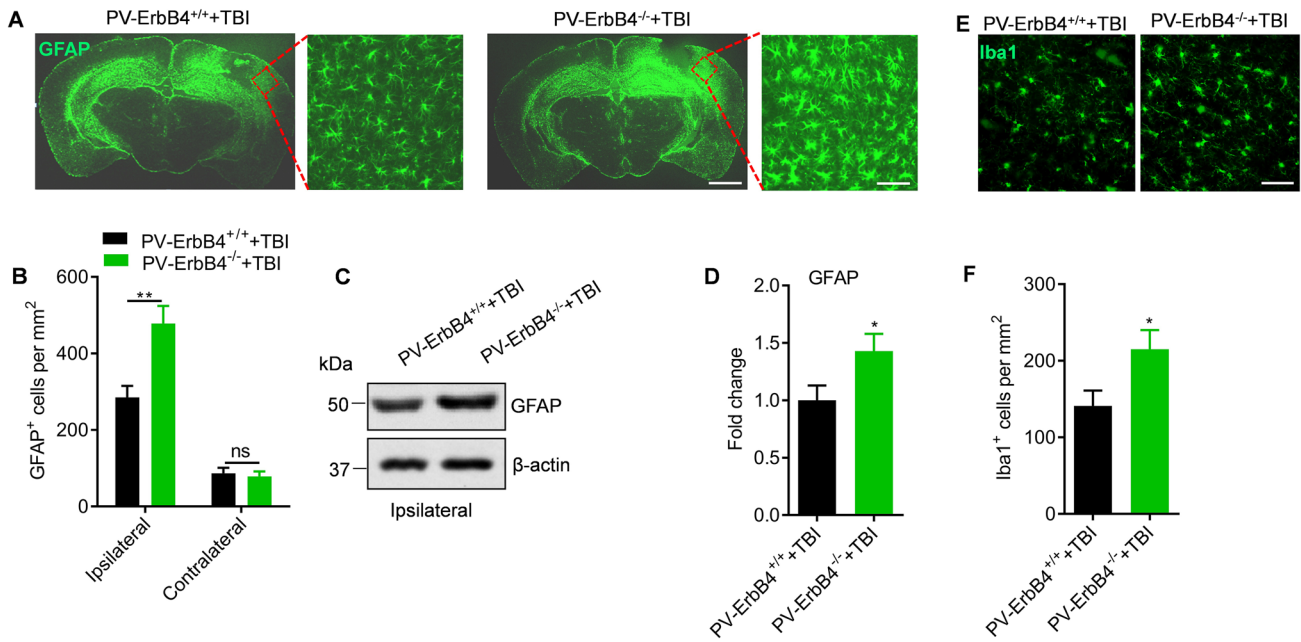 A
PV-ErbB4+/++TBI
PV-ErbB4-/-+TBI
GFAP
E
PV-ErbB4+/++TBI
PV-ErbB4-/-+TBI
Iba1
B
PV-ErbB4+/++TBI
PV-ErbB4-/-+TBI
GFAP+ cells per mm2
600
400
200
0
**
ns
Ipsilateral
Contralateral
C
PV-ErbB4+/++TBI
PV-ErbB4-/-+TBI
kDa
50
GFAP
37
β-actin
Ipsilateral
D
GFAP
Fold change
2.0
1.5
1.0
0.5
0.0
*
PV-ErbB4+/++TBI
PV-ErbB4-/-+TBI
F
Iba1+ cells per mm2
300
200
100
0
*
PV-ErbB4+/++TBI
PV-ErbB4-/-+TBI